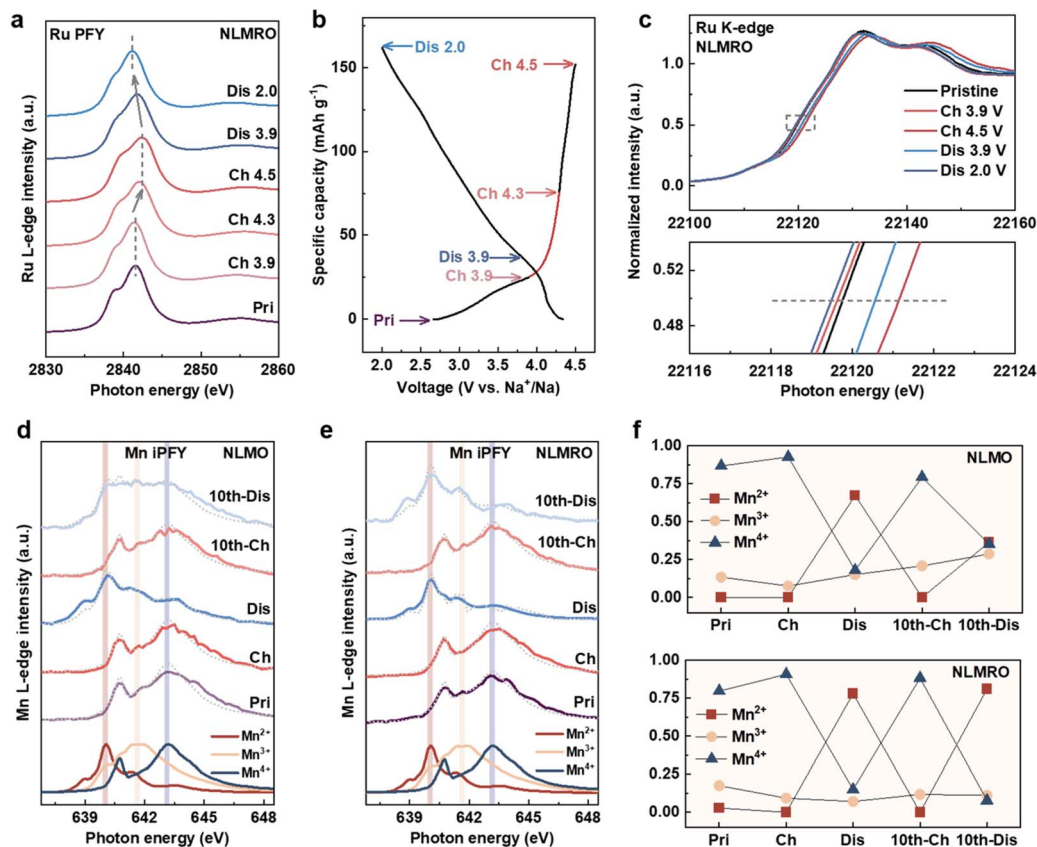 a
Ru PFY
NLMRO
Dis 2.0
Dis 3.9
Ch 4.5
Ch 4.3
Ch 3.9
Pri
Ru L-edge intensity (a.u.)
2830 2840 2850 2860
Photon energy (eV)
b
Dis 2.0
Ch 4.5
Ch 4.3
Dis 3.9
Ch 3.9
Pri
Specific capacity (mAh g⁻¹)
150
100
50
0
2.0 2.5 3.0 3.5 4.0 4.5
Voltage (V vs. Na⁺/Na)
c
Ru K-edge
NLMRO
Pristine
Ch 3.9 V
Ch 4.5 V
Dis 3.9 V
Dis 2.0 V
Normalized intensity (a.u.)
1.0
0.5
0.0
22100 22120 22140 22160
0.52
0.48
22116 22118 22120 22122 22124
Photon energy (eV)
d
Mn iPFY
NLMO
10th-Dis
10th-Ch
Dis
Ch
Pri
Mn²⁺
Mn³⁺
Mn⁴⁺
Mn L-edge intensity (a.u.)
639 642 645 648
Photon energy (eV)
e
Mn iPFY
NLMRO
10th-Dis
10th-Ch
Dis
Ch
Pri
Mn²⁺
Mn³⁺
Mn⁴⁺
Mn L-edge intensity (a.u.)
639 642 645 648
Photon energy (eV)
f
NLMO
1.00
0.75
0.50
0.25
0.00
Mn²⁺
Mn³⁺
Mn⁴⁺
Pri Ch Dis 10th-Ch 10th-Dis
NLMRO
1.00
0.75
0.50
0.25
0.00
Mn²⁺
Mn³⁺
Mn⁴⁺
Pri Ch Dis 10th-Ch 10th-Dis